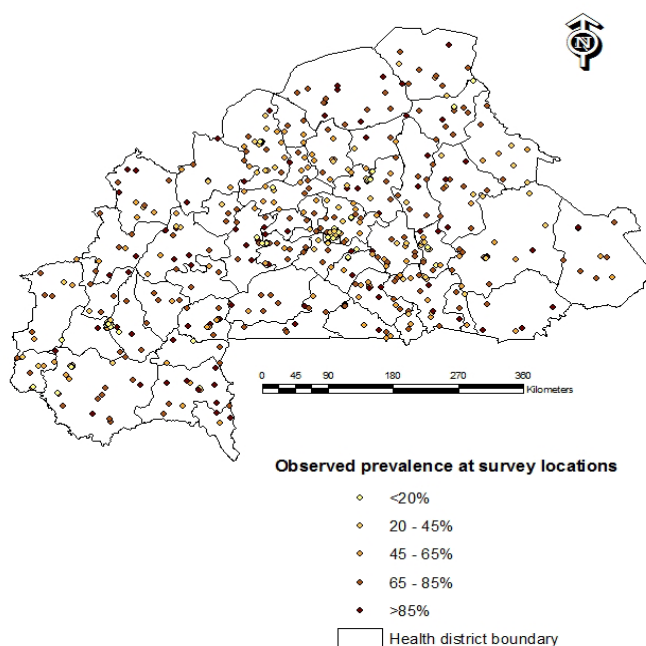 N
0 45 90 180 270 360
Kilometers
Observed prevalence at survey locations
<20%
20 - 45%
45 - 65%
65 - 85%
>85%
Health district boundary